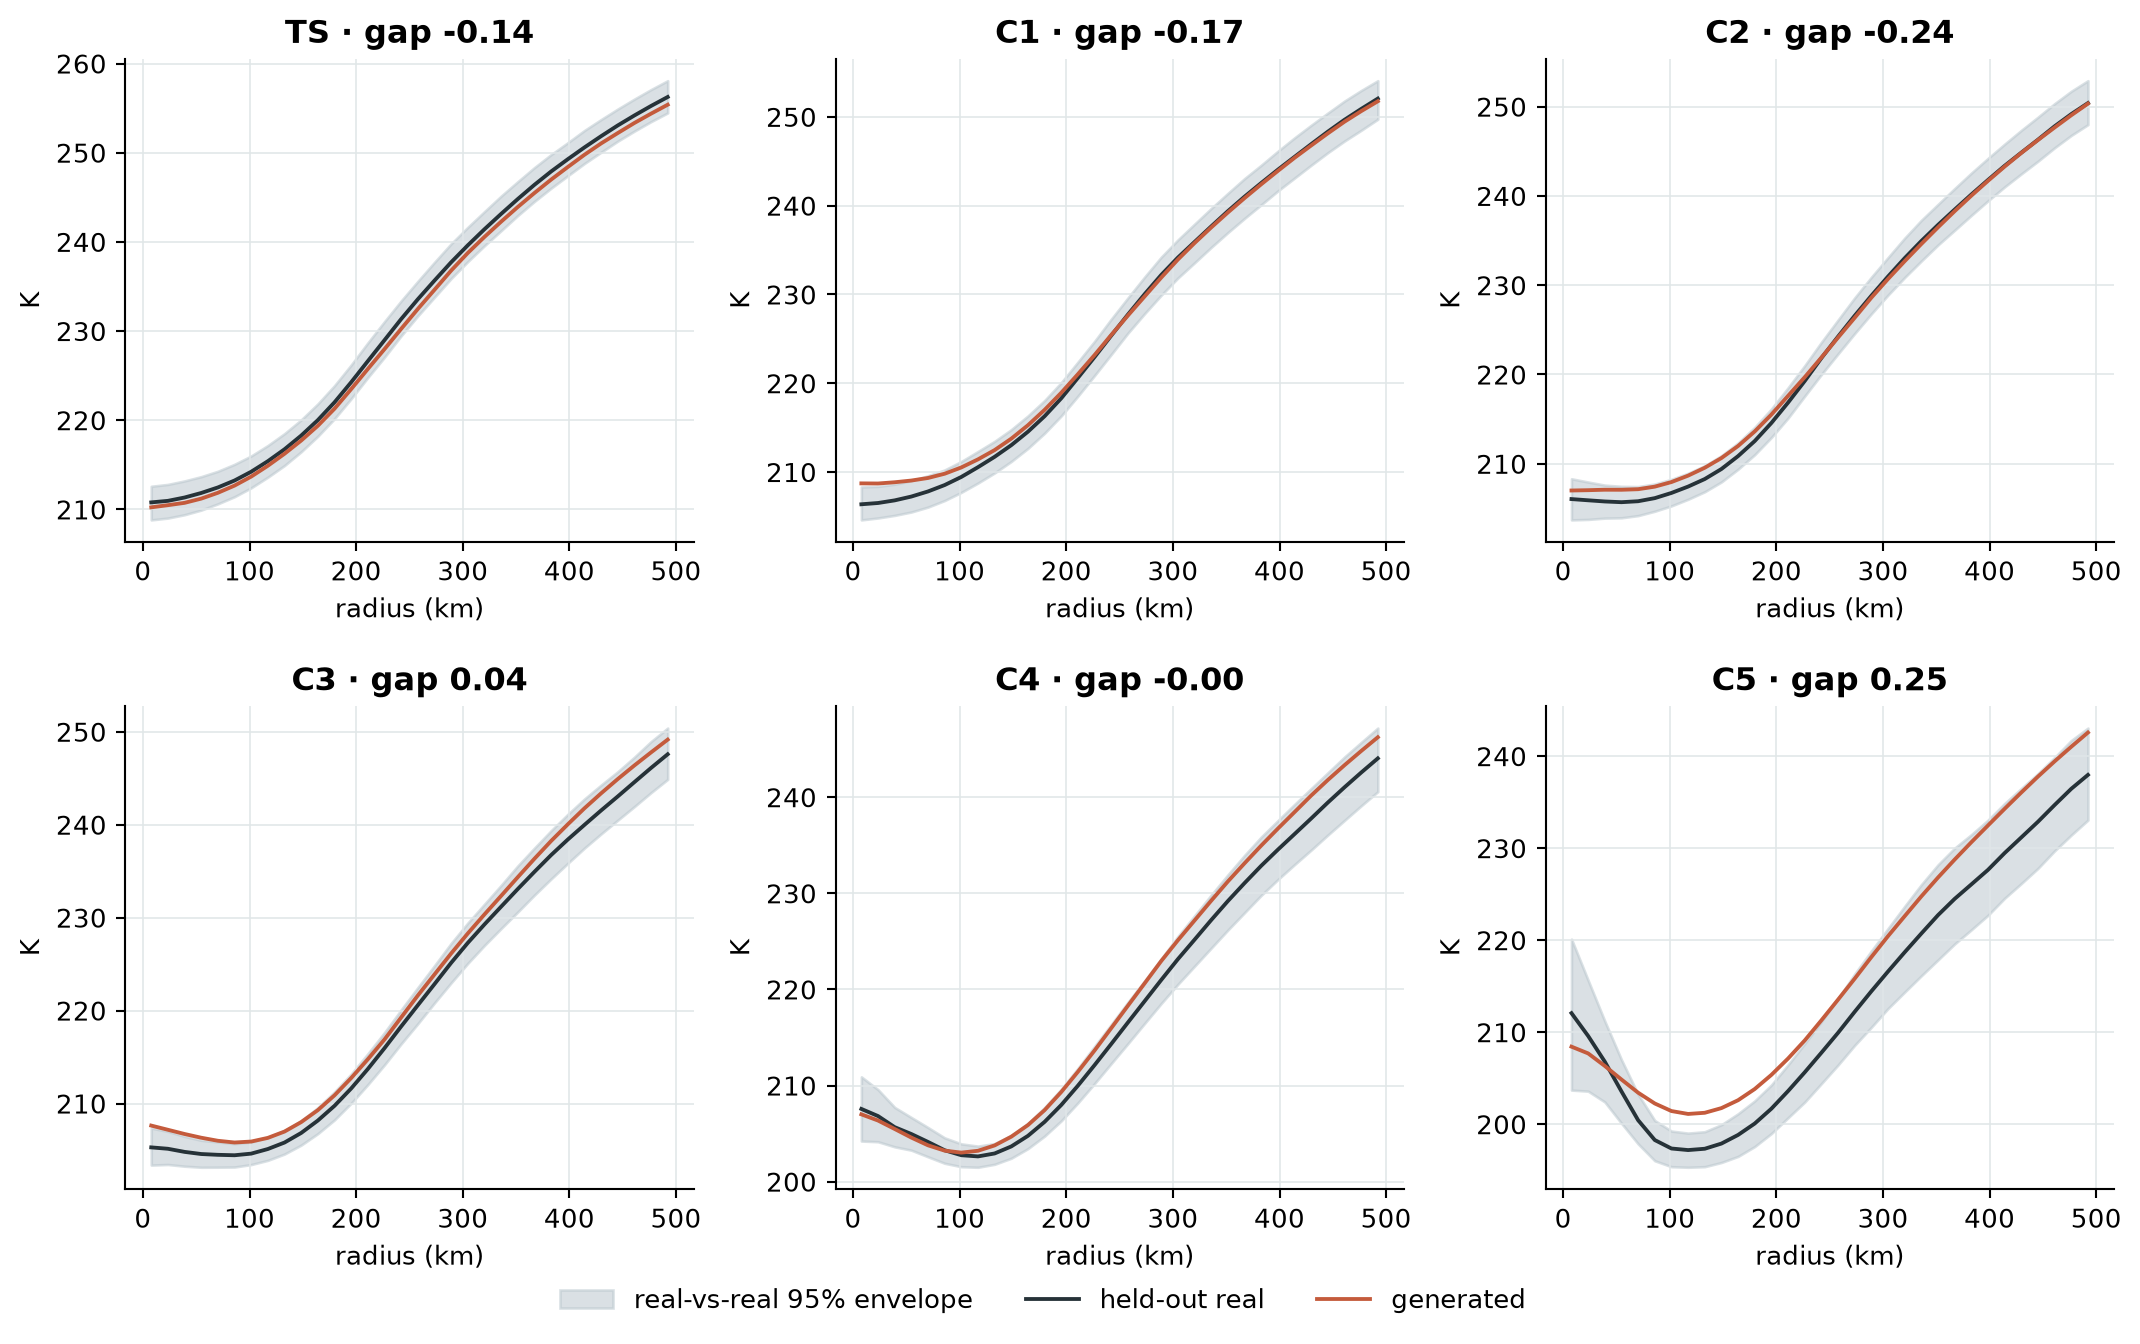 TS · gap -0.14
C1 · gap -0.17
C2 · gap -0.24
260
250
240
230
220
210
K
0 100 200 300 400 500
radius (km)
250
240
230
220
210
K
0 100 200 300 400 500
radius (km)
250
240
230
220
210
K
0 100 200 300 400 500
radius (km)
C3 · gap 0.04
C4 · gap -0.00
C5 · gap 0.25
250
240
230
220
210
K
0 100 200 300 400 500
radius (km)
240
230
220
210
200
K
0 100 200 300 400 500
radius (km)
240
230
220
210
200
K
0 100 200 300 400 500
radius (km)
real-vs-real 95% envelope
held-out real
generated